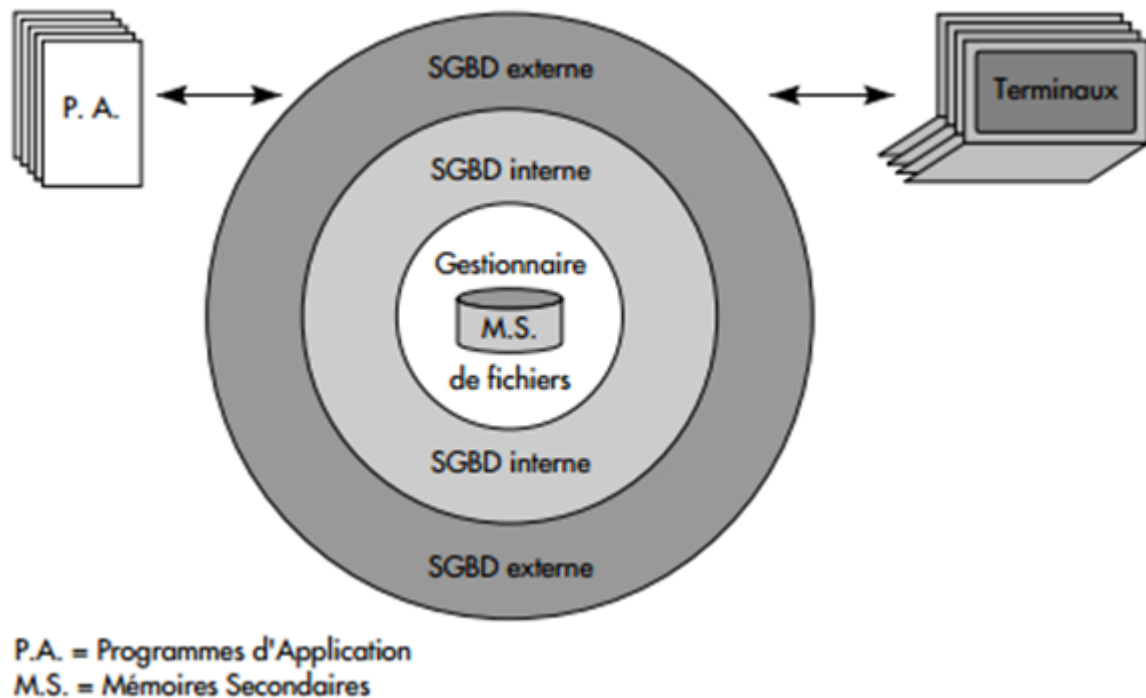 SGBD externe
P. A.
Terminaux
SGBD interne
Gestionnaire
M.S.
de fichiers
SGBD interne
SGBD externe
P.A. = Programmes d'Application
M.S. = Mémoires Secondaires